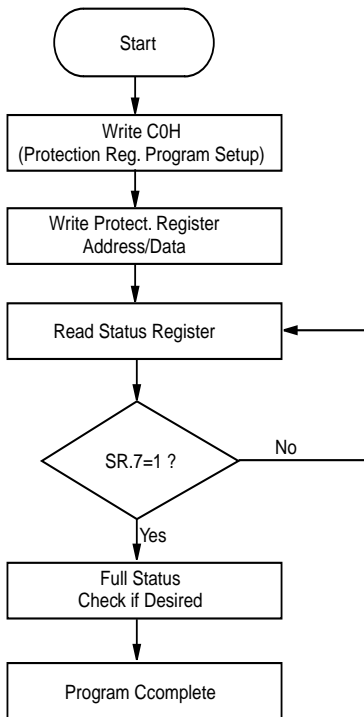 Start
Write C0H
(Protection Reg. Program Setup)
Write Protect. Register
Address/Data
Read Status Register
SR.7=1 ?
No
Yes
Full Status
Check if Desired
Program Ccomplete